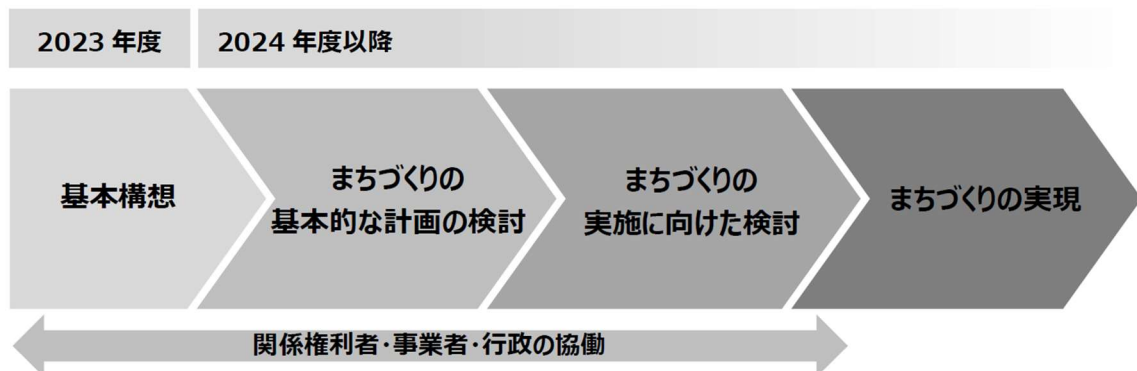 2023 年度
2024 年度以降
基本構想
まちづくりの
基本的な計画の検討
まちづくりの
実施に向けた検討
まちづくりの実現
関係権利者・事業者・行政の協働